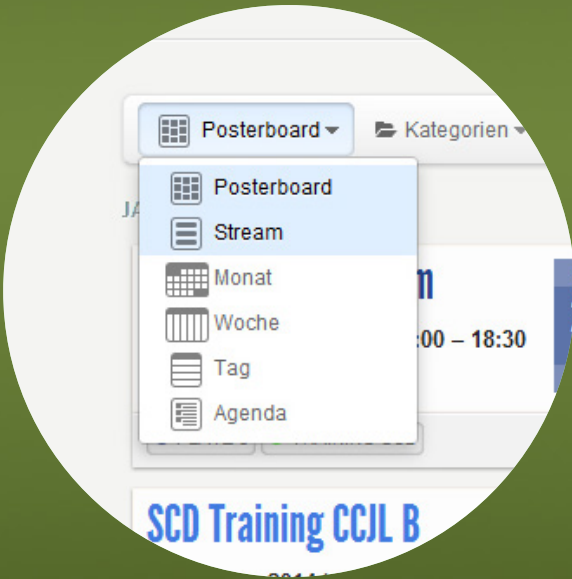 Posterboard Kategorien
Posterboard
Stream
Monat
Woche
:00 – 18:30
Tag
Agenda
SCD Training CCJL B